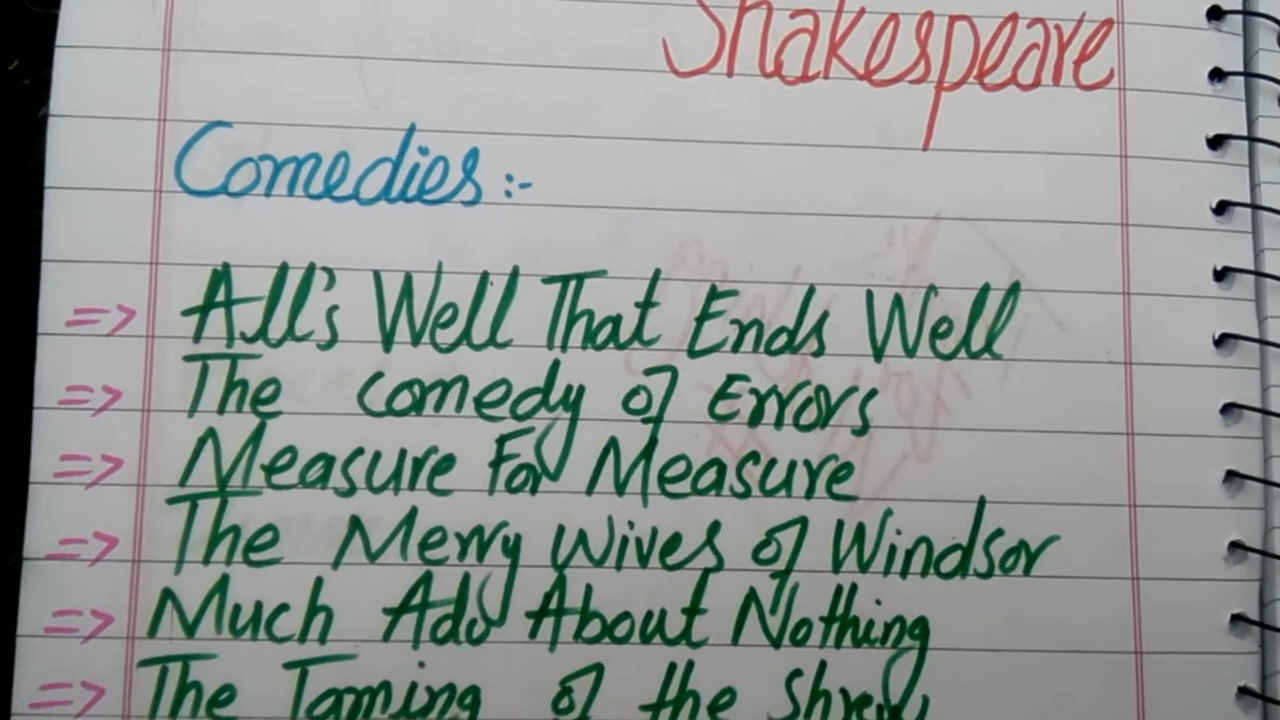 Shakespeare
Comedies :-
=> All's Well That Ends Well
=> The comedy of Errors
=> Measure For Measure
=> The Merry Wives of Windsor
=> Much Ado About Nothing
=> The Taming of the Shrew